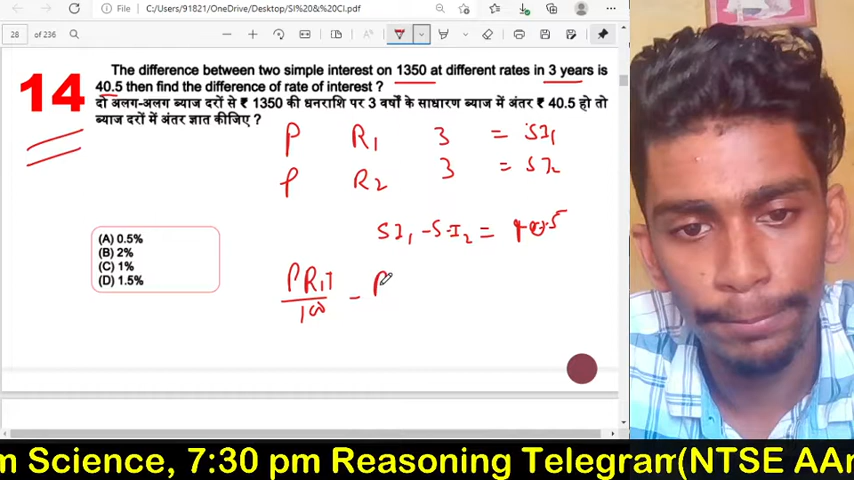 File
C:/Users/91821/OneDrive/Desktop/SI%20&%20CI.pdf
28 of 236
14
The difference between two simple interest on 1350 at different rates in 3 years is
40.5 then find the difference of rate of interest ?
दो अलग-अलग ब्याज दरों से ₹ 1350 की धनराशि पर 3 वर्षों के साधारण ब्याज में अंतर ₹ 40.5 हो तो
ब्याज दरों में अंतर ज्ञात कीजिए ?
P R1 3 = SI1
P R2 3 = SI2
SI1 - SI2 = 40.5
(A) 0.5%
(B) 2%
(C) 1%
(D) 1.5%
PR1T
100
- P
m Science, 7:30 pm Reasoning Telegram
(NTSE AAr